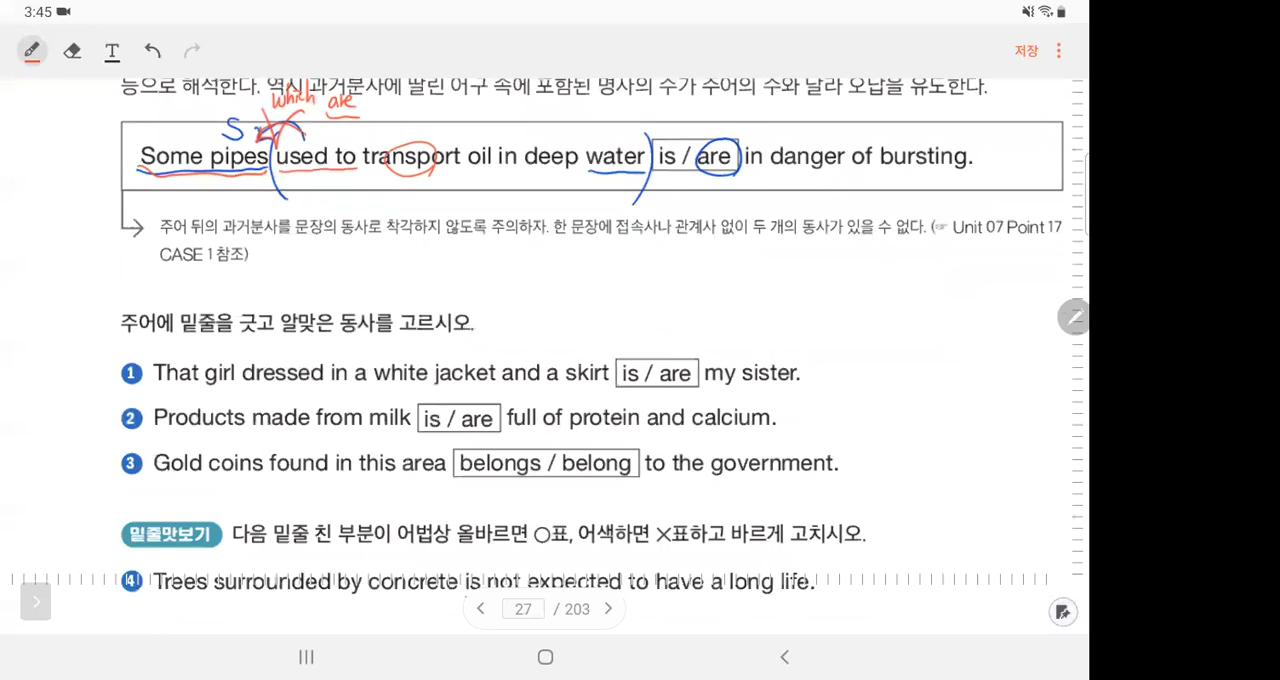 3:45
저장
등으로 해석한다. 역시 과거분사에 딸린 어구 속에 포함된 명사의 수가 주어의 수와 달라 오답을 유도한다.
which are
S
Some pipes used to transport oil in deep water is / are in danger of bursting.
주어 뒤의 과거분사를 문장의 동사로 착각하지 않도록 주의하자. 한 문장에 접속사나 관계사 없이 두 개의 동사가 있을 수 없다. (☞ Unit 07 Point 17
CASE 1 참조)
주어에 밑줄을 긋고 알맞은 동사를 고르시오.
1 That girl dressed in a white jacket and a skirt is / are my sister.
2 Products made from milk is / are full of protein and calcium.
3 Gold coins found in this area belongs / belong to the government.
밑줄맛보기 다음 밑줄 친 부분이 어법상 올바르면 ○표, 어색하면 ×표하고 바르게 고치시오.
4 Trees surrounded by concrete is not expected to have a long life.
27 / 203